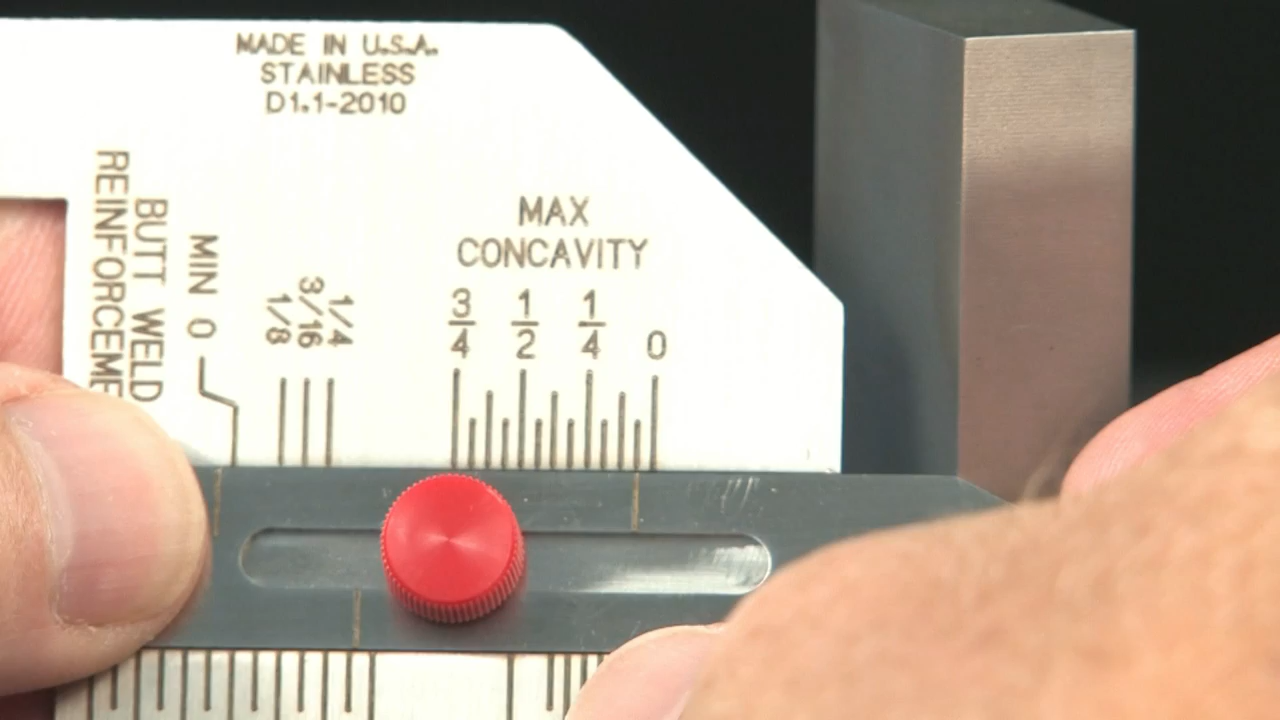 MADE IN U.S.A.
STAINLESS
D1.1-2010
BUTT WELD
MIN 0
1/8
3/16
1/4
MAX
CONCAVITY
3/4 1/2 1/4 0